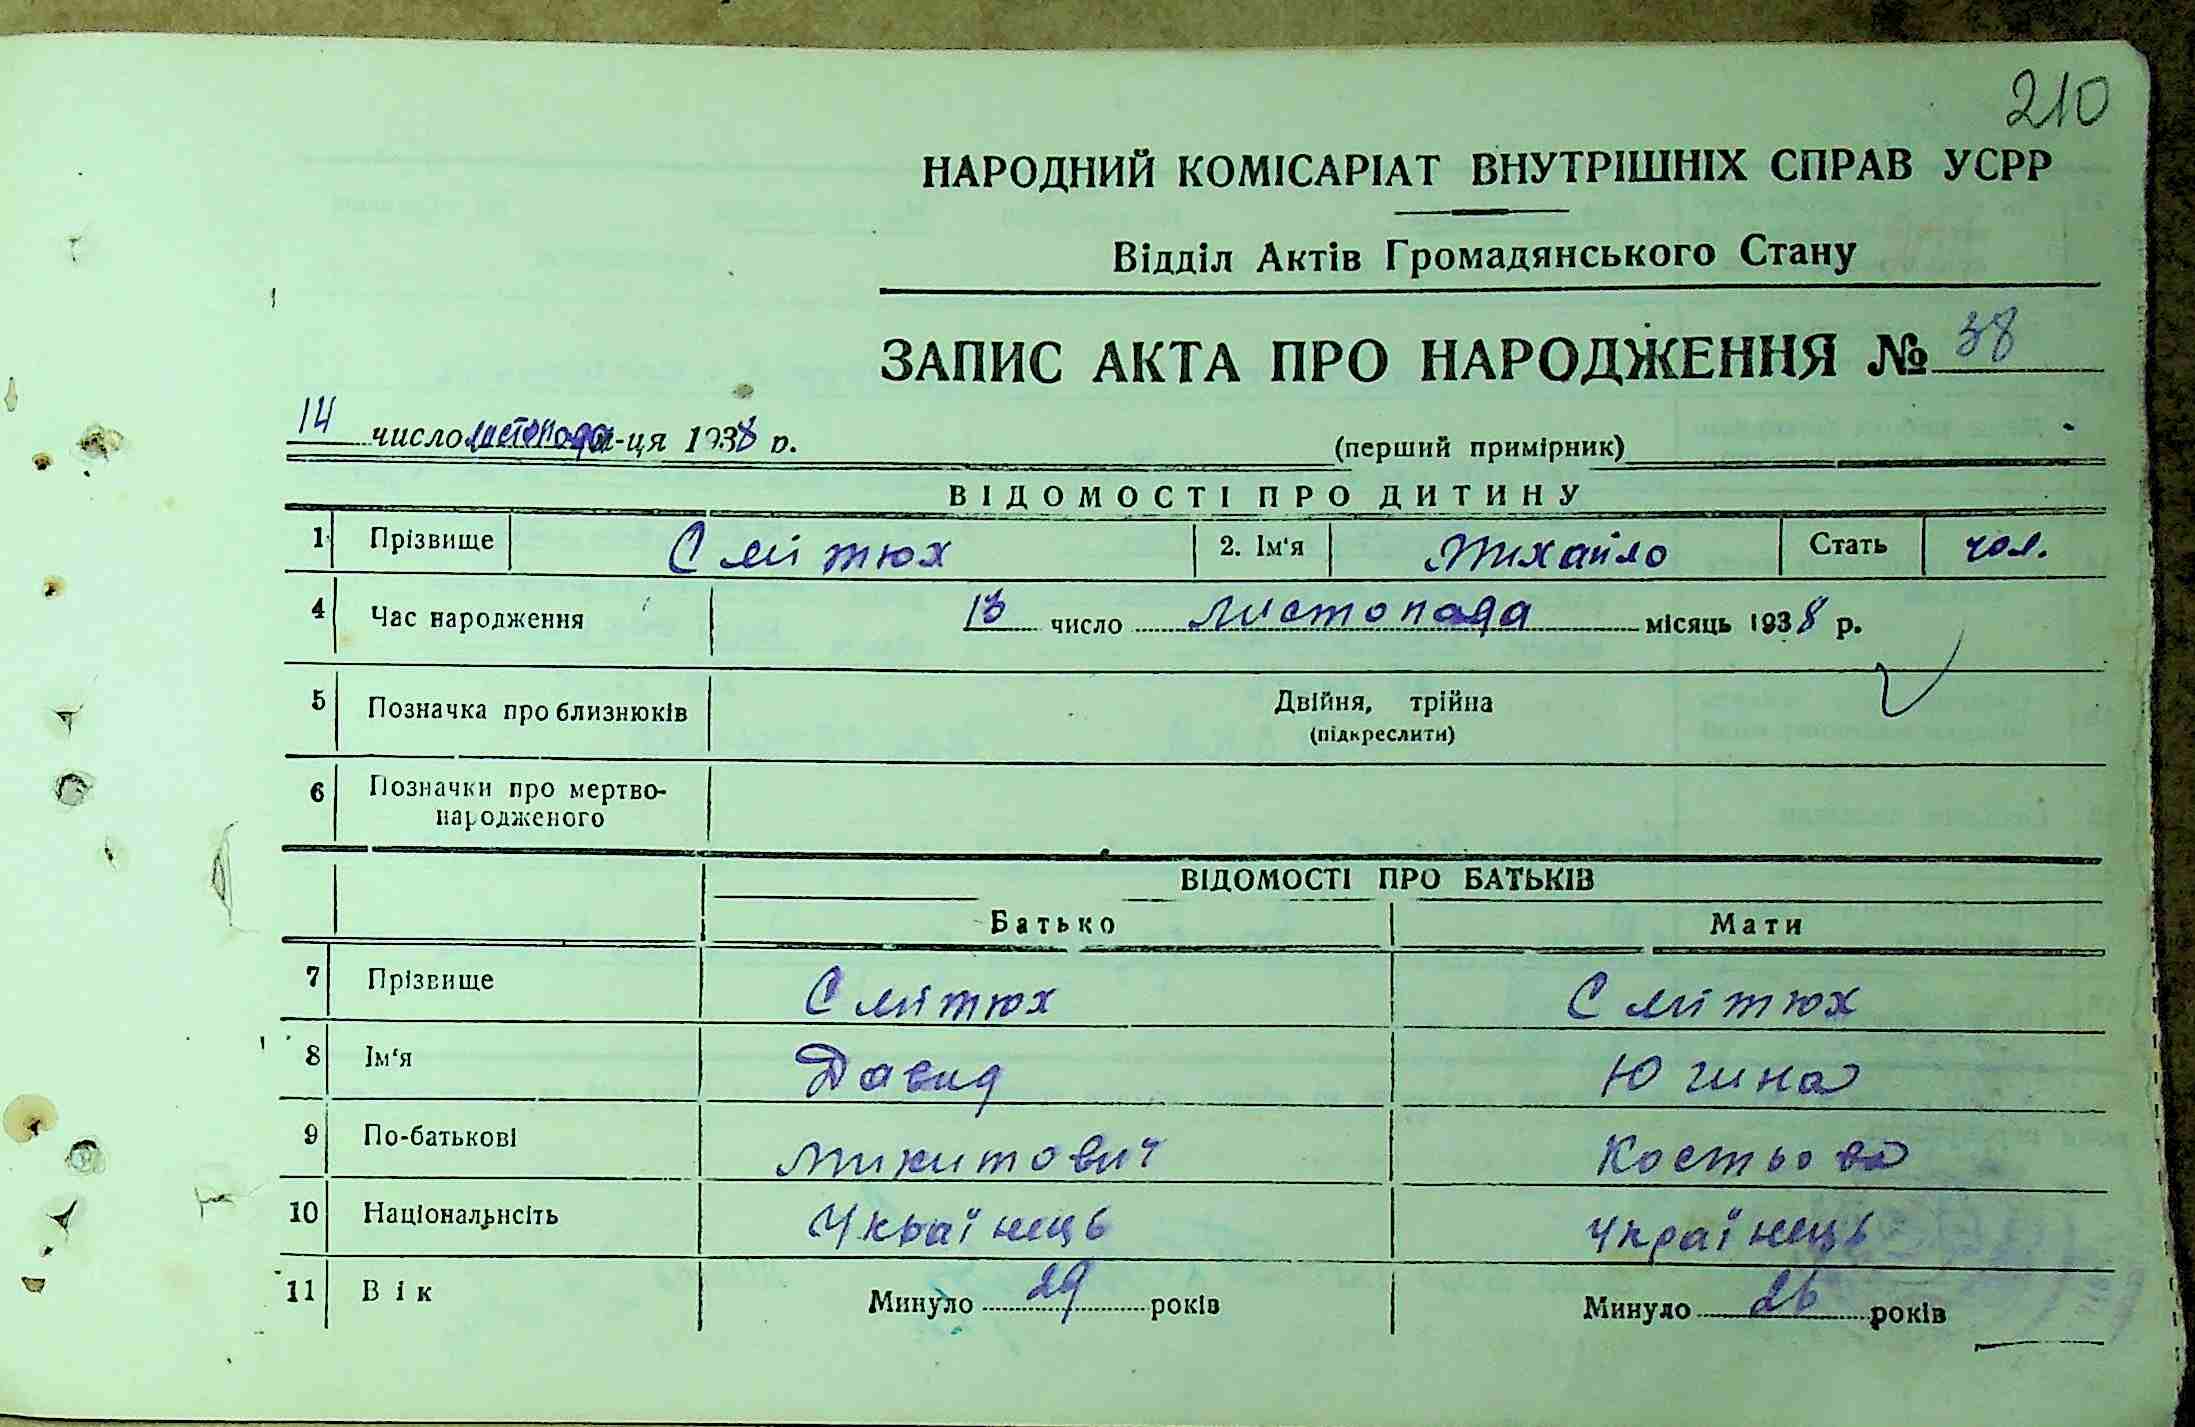 210
НАРОДНИЙ КОМІСАРІАТ ВНУТРІШНІХ СПРАВ УСРР
Відділ Актів Громадянського Стану
ЗАПИС АКТА ПРО НАРОДЖЕННЯ № 38
14 число листопада м-ця 1938 р.
(перший примірник)
ВІДОМОСТІ ПРО ДИТИНУ
1 Прізвище Смітюх 2. Ім'я Михайло Стать чол.
4 Час народження 13 число листопада місяць 1938 р.
5 Позначка про близнюків Двійня, трійна
(підкреслити)
6 Позначки про мертво-
народженого
ВІДОМОСТІ ПРО БАТЬКІВ
Батько Мати
7 Прізвище Смітюх Смітюх
8 Ім'я Давид Югина
9 По-батькові Микитович Костьова
10 Національнсіть Українець Українець
11 Вік Минуло 29 років Минуло 26 років